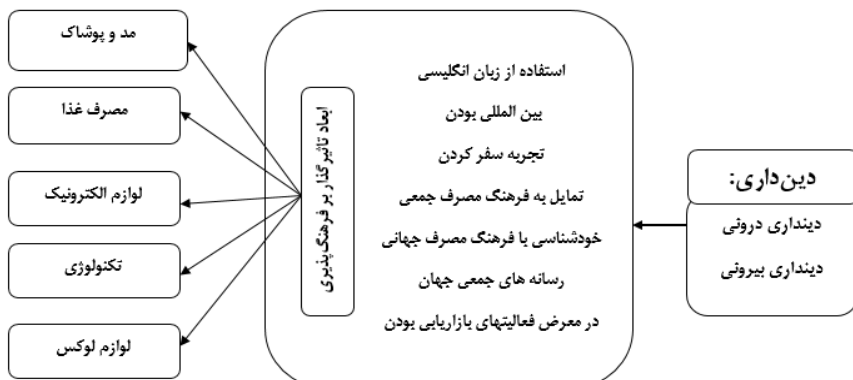 دین‌داری:
دینداری درونی
دینداری بیرونی
استفاده از زبان انگلیسی
بین المللی بودن
تجربه سفر کردن
تمایل به فرهنگ مصرف جمعی
خودشناسی با فرهنگ مصرف جهانی
رسانه های جمعی جهان
در معرض فعالیتهای بازاریابی بودن
ابعاد تاثیرگذار بر فرهنگ‌پذیری
مد و پوشاک
مصرف غذا
لوازم الکترونیک
تکنولوژی
لوازم لوکس